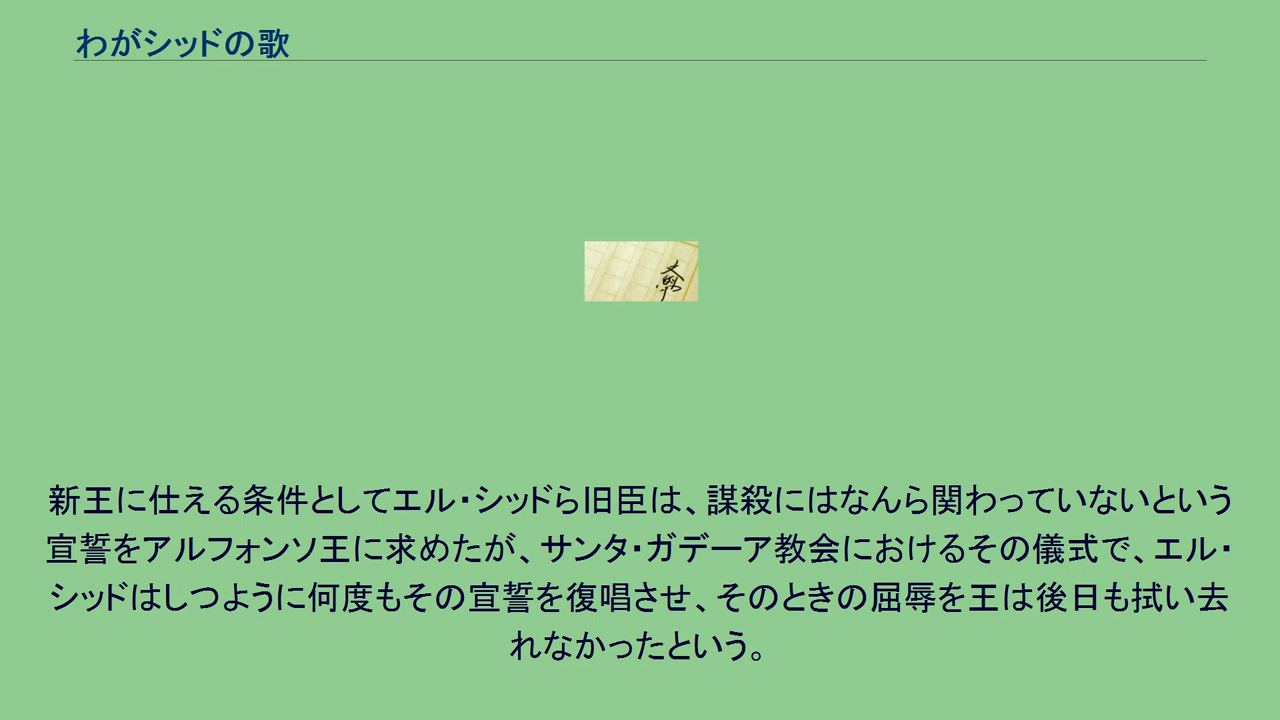 わがシッドの歌
新王に仕える条件としてエル・シッドら旧臣は、謀殺にはなんら関わっていないという
宣誓をアルフォンソ王に求めたが、サンタ・ガデーア教会におけるその儀式で、エル・
シッドはしつように何度もその宣誓を復唱させ、そのときの屈辱を王は後日も拭い去
れなかったという。